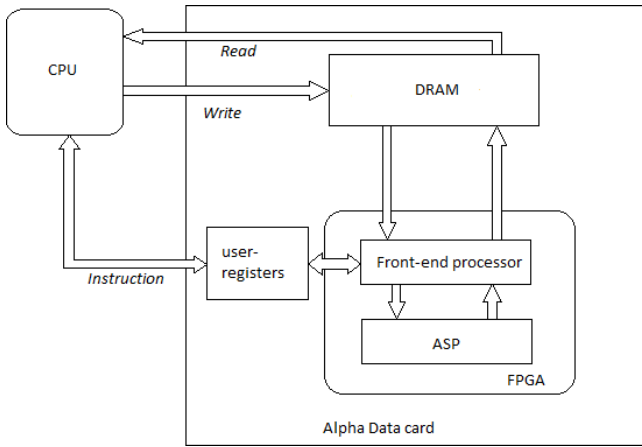 Read
CPU
DRAM
Write
user-
registers
Front-end processor
Instruction
ASP
FPGA
Alpha Data card